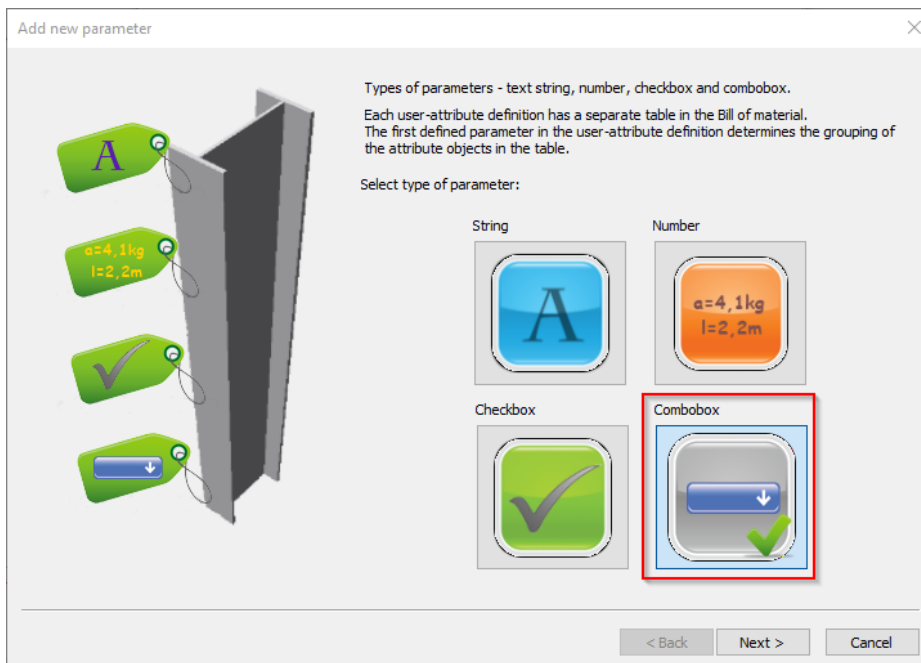 Add new parameter
Types of parameters - text string, number, checkbox and combobox.
Each user-attribute definition has a separate table in the Bill of material.
The first defined parameter in the user-attribute definition determines the grouping of
the attribute objects in the table.
Select type of parameter:
A
a=4,1kg
l=2,2m
String
Number
A
a=4,1kg
l=2,2m
Checkbox
Combobox
< Back
Next >
Cancel